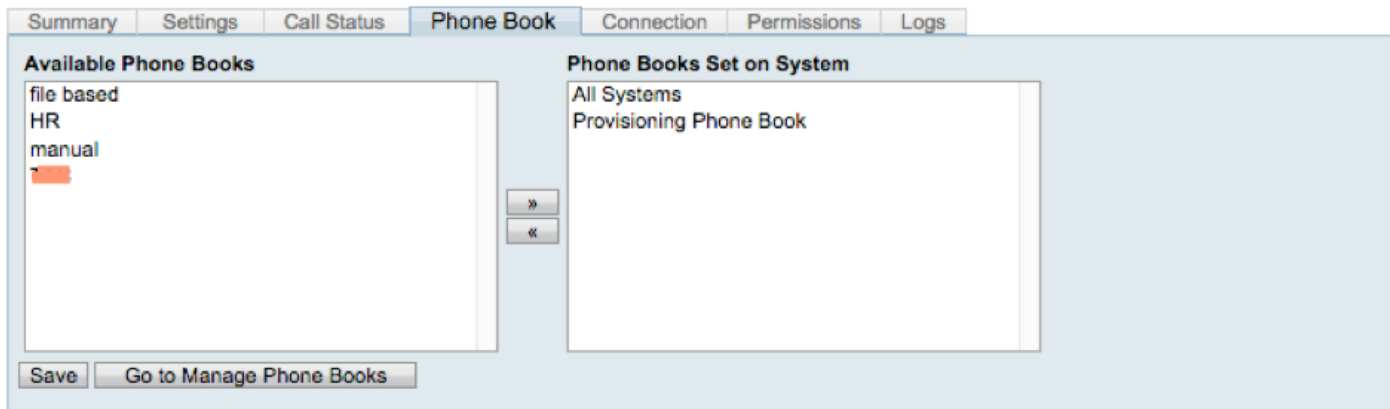 Summary Settings Call Status Phone Book Connection Permissions Logs
Available Phone Books
file based
HR
manual
Phone Books Set on System
All Systems
Provisioning Phone Book
»
«
Save Go to Manage Phone Books